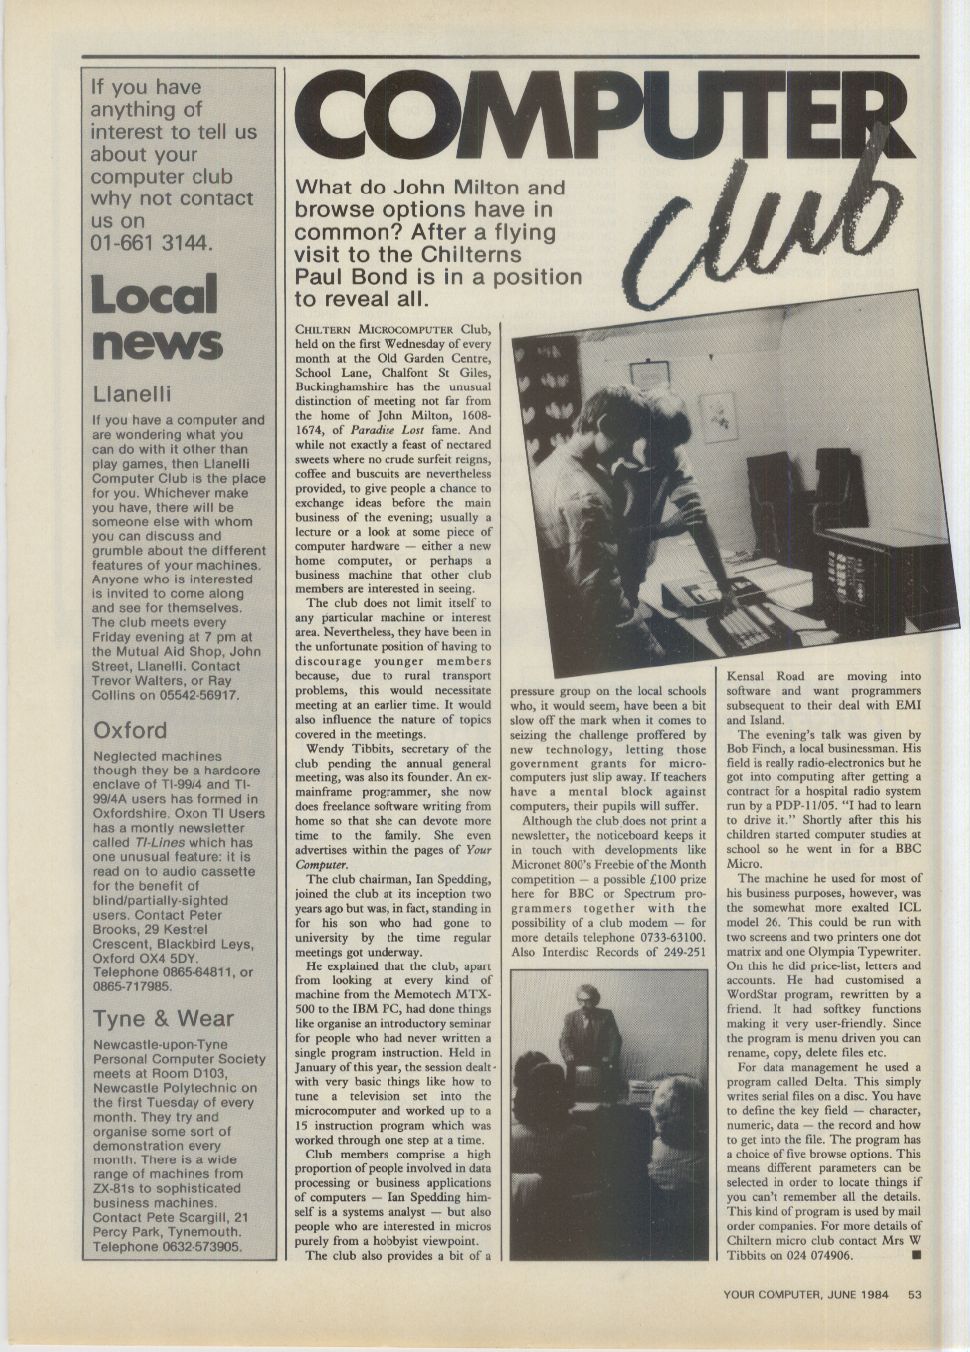 If you have
anything of
interest to tell us
about your
computer club
why not contact
us on
01-661 3144.
Local
news
Llanelli
If you have a computer and
are wondering what you
can do with it other than
play games, then Llanelli
Computer Club is the place
for you. Whichever make
you have, there will be
someone else with whom
you can discuss and
grumble about the different
features of your machines.
Anyone who is interested
is invited to come along
and see for themselves.
The club meets every
Friday evening at 7 pm at
the Mutual Aid Shop, John
Street, Llanelli. Contact
Trevor Walters, or Ray
Collins on 05542-56917.
Oxford
Neglected machines
though they be a hardcore
enclave of TI-99/4 and TI-
99/4A users has formed in
Oxfordshire. Oxon TI Users
has a montly newsletter
called TI-Lines which has
one unusual feature: it is
read on to audio cassette
for the benefit of
blind/partially-sighted
users. Contact Peter
Brooks, 29 Kestrel
Crescent, Blackbird Leys,
Oxford OX4 5DY.
Telephone 0865-64811, or
0865-717985.
Tyne & Wear
Newcastle-upon-Tyne
Personal Computer Society
meets at Room D103,
Newcastle Polytechnic on
the first Tuesday of every
month. They try and
organise some sort of
demonstration every
month. There is a wide
range of machines from
ZX-81s to sophisticated
business machines.
Contact Pete Scargill, 21
Percy Park, Tynemouth.
Telephone 0632-573905.
COMPUTER
club
What do John Milton and
browse options have in
common? After a flying
visit to the Chilterns
Paul Bond is in a position
to reveal all.
CHILTERN MICROCOMPUTER Club,
held on the first Wednesday of every
month at the Old Garden Centre,
School Lane, Chalfont St Giles,
Buckinghamshire has the unusual
distinction of meeting not far from
the home of John Milton, 1608-
1674, of Paradise Lost fame. And
while not exactly a feast of nectared
sweets where no crude surfeit reigns,
coffee and buscuits are nevertheless
provided, to give people a chance to
exchange ideas before the main
business of the evening; usually a
lecture or a look at some piece of
computer hardware — either a new
home computer, or perhaps a
business machine that other club
members are interested in seeing.
The club does not limit itself to
any particular machine or interest
area. Nevertheless, they have been in
the unfortunate position of having to
discourage younger members
because, due to rural transport
problems, this would necessitate
meeting at an earlier time. It would
also influence the nature of topics
covered in the meetings.
Wendy Tibbits, secretary of the
club pending the annual general
meeting, was also its founder. An ex-
mainframe programmer, she now
does freelance software writing from
home so that she can devote more
time to the family. She even
advertises within the pages of Your
Computer.
The club chairman, Ian Spedding,
joined the club at its inception two
years ago but was, in fact, standing in
for his son who had gone to
university by the time regular
meetings got underway.
He explained that the club, apart
from looking at every kind of
machine from the Memotech MTX-
500 to the IBM PC, had done things
like organise an introductory seminar
for people who had never written a
single program instruction. Held in
January of this year, the session dealt-
with very basic things like how to
tune a television set into the
microcomputer and worked up to a
15 instruction program which was
worked through one step at a time.
Club members comprise a high
proportion of people involved in data
processing or business applications
of computers — Ian Spedding him-
self is a systems analyst — but also
people who are interested in micros
purely from a hobbyist viewpoint.
The club also provides a bit of a
pressure group on the local schools
who, it would seem, have been a bit
slow off the mark when it comes to
seizing the challenge proffered by
new technology, letting those
government grants for micro-
computers just slip away. If teachers
have a mental block against
computers, their pupils will suffer.
Although the club does not print a
newsletter, the noticeboard keeps it
in touch with developments like
Micronet 800's Freebie of the Month
competition — a possible £100 prize
here for BBC or Spectrum pro-
grammers together with the
possibility of a club modem — for
more details telephone 0733-63100.
Also Interdisc Records of 249-251
Kensal Road are moving into
software and want programmers
subsequent to their deal with EMI
and Island.
The evening's talk was given by
Bob Finch, a local businessman. His
field is really radio-electronics but he
got into computing after getting a
contract for a hospital radio system
run by a PDP-11/05. "I had to learn
to drive it." Shortly after this his
children started computer studies at
school so he went in for a BBC
Micro.
The machine he used for most of
his business purposes, however, was
the somewhat more exalted ICL
model 26. This could be run with
two screens and two printers one dot
matrix and one Olympia Typewriter.
On this he did price-list, letters and
accounts. He had customised a
WordStar program, rewritten by a
friend. It had softkey functions
making it very user-friendly. Since
the program is menu driven you can
rename, copy, delete files etc.
For data management he used a
program called Delta. This simply
writes serial files on a disc. You have
to define the key field — character,
numeric, data — the record and how
to get into the file. The program has
a choice of five browse options. This
means different parameters can be
selected in order to locate things if
you can't remember all the details.
This kind of program is used by mail
order companies. For more details of
Chiltern micro club contact Mrs W
Tibbits on 024 074906. ■
YOUR COMPUTER, JUNE 1984 53